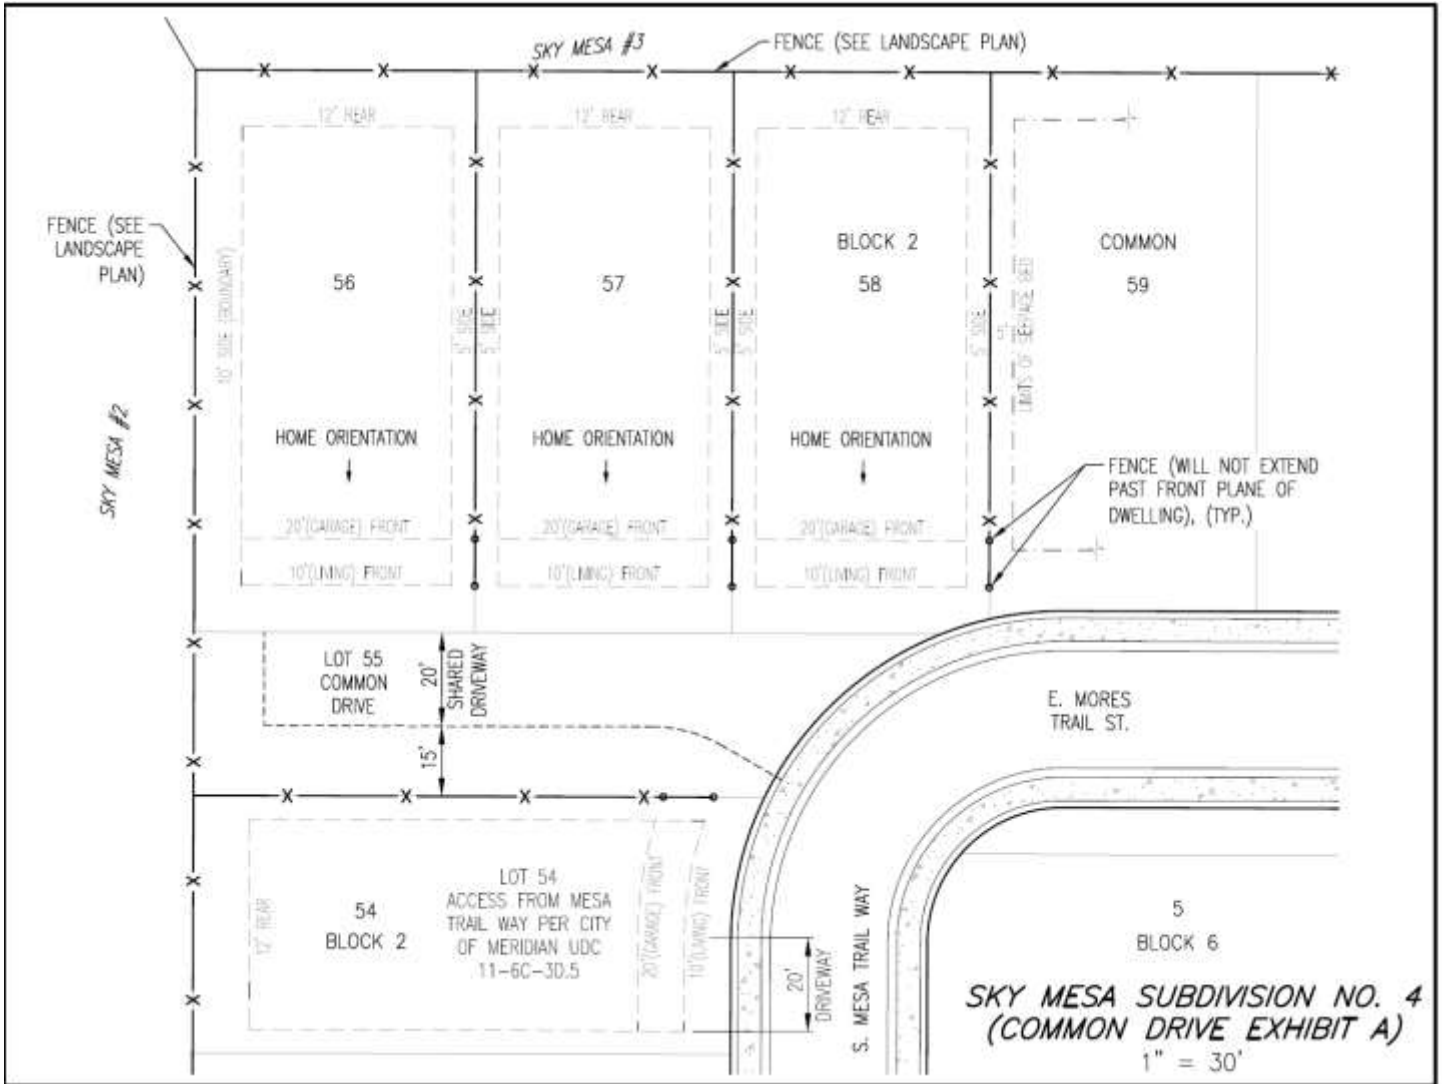 SKY MESA #3
FENCE (SEE LANDSCAPE PLAN)
12' REAR
12' REAR
12' REAR
FENCE (SEE
LANDSCAPE
PLAN)
10' SIDE (BOUNDARY)
56
5' SIDE
5' SIDE
57
5' SIDE
5' SIDE
BLOCK 2
58
5' SIDE
5'
LIMITS OF SEEPAGE BED
COMMON
59
SKY MESA #2
HOME ORIENTATION
HOME ORIENTATION
HOME ORIENTATION
FENCE (WILL NOT EXTEND
PAST FRONT PLANE OF
DWELLING), (TYP.)
20'(GARAGE) FRONT
20'(GARAGE) FRONT
20'(GARAGE) FRONT
10'(LIVING) FRONT
10'(LIVING) FRONT
10'(LIVING) FRONT
LOT 55
COMMON
DRIVE
20'
SHARED
DRIVEWAY
15'
E. MORES
TRAIL ST.
12' REAR
54
BLOCK 2
LOT 54
ACCESS FROM MESA
TRAIL WAY PER CITY
OF MERIDIAN UDC
11-6C-3D.5
20'(GARAGE) FRONT
10'(LIVING) FRONT
20'
DRIVEWAY
S. MESA TRAIL WAY
5
BLOCK 6
SKY MESA SUBDIVISION NO. 4
(COMMON DRIVE EXHIBIT A)
1" = 30'